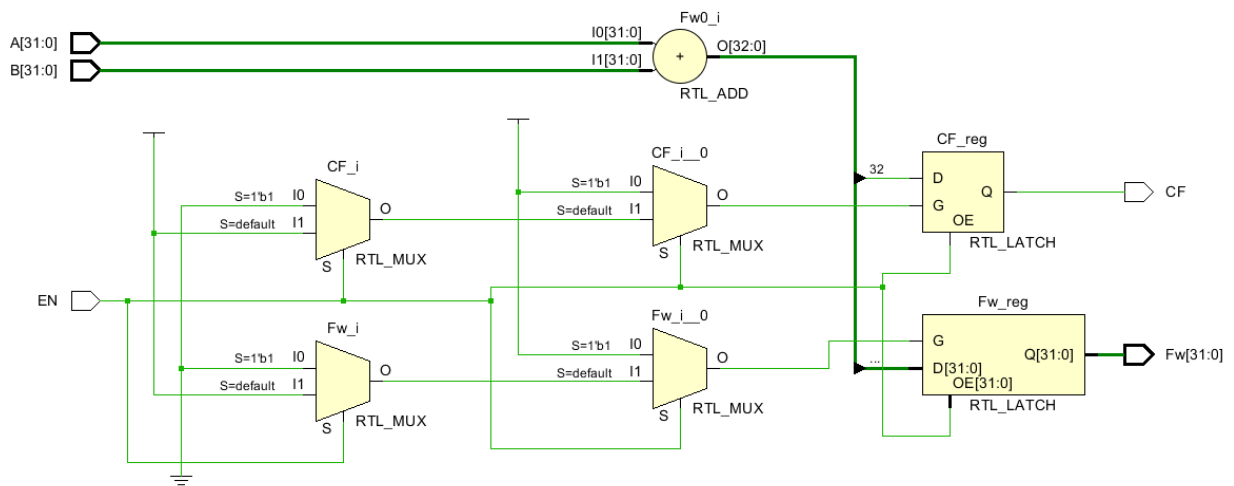 Fw0_i
A[31:0]
I0[31:0]
O[32:0]
+
B[31:0]
I1[31:0]
RTL_ADD
CF_reg
CF_i
CF_i__0
32
D
Q
CF
S=1'b1
I0
S=1'b1
I0
O
G
S=default
I1
O
S=default
I1
OE
S
RTL_MUX
S
RTL_MUX
RTL_LATCH
EN
Fw_reg
Fw_i
Fw_i__0
G
S=1'b1
I0
S=1'b1
I0
O
...
D[31:0]
Q[31:0]
Fw[31:0]
S=default
I1
O
S=default
I1
OE[31:0]
S
RTL_MUX
S
RTL_MUX
RTL_LATCH